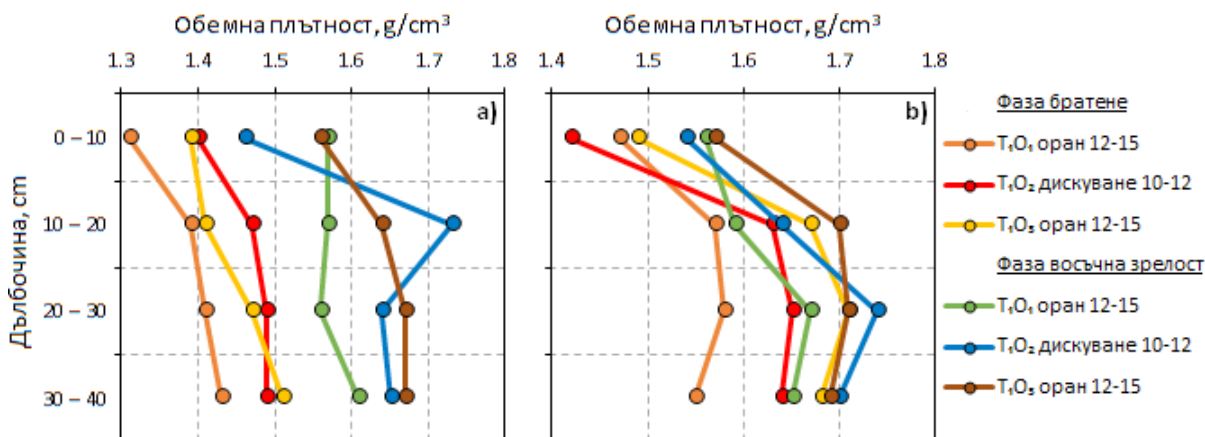 Обемна плътност, g/cm³
1.3 1.4 1.5 1.6 1.7 1.8
a)
Дълбочина, cm
0 – 10
10 – 20
20 – 30
30 – 40
Обемна плътност, g/cm³
1.4 1.5 1.6 1.7 1.8
b)
Фаза братене
T₁O₁ оран 12-15
T₁O₂ дискуване 10-12
T₁O₅ оран 12-15
Фаза восъчна зрелост
T₁O₁ оран 12-15
T₁O₂ дискуване 10-12
T₁O₅ оран 12-15